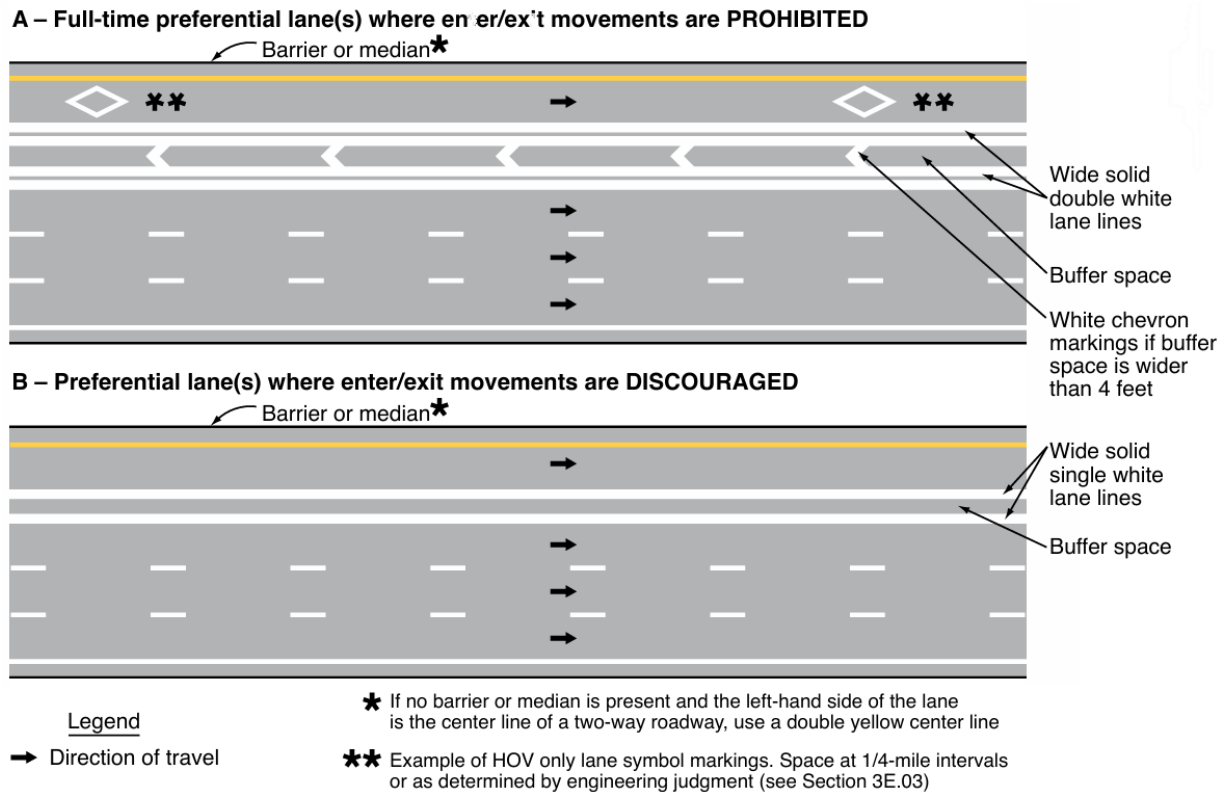 A – Full-time preferential lane(s) where en er/exit movements are PROHIBITED
Barrier or median*
**
**
Wide solid
double white
lane lines
Buffer space
White chevron
markings if buffer
space is wider
than 4 feet
B – Preferential lane(s) where enter/exit movements are DISCOURAGED
Barrier or median*
Wide solid
single white
lane lines
Buffer space
Legend
Direction of travel
* If no barrier or median is present and the left-hand side of the lane
is the center line of a two-way roadway, use a double yellow center line
** Example of HOV only lane symbol markings. Space at 1/4-mile intervals
or as determined by engineering judgment (see Section 3E.03)